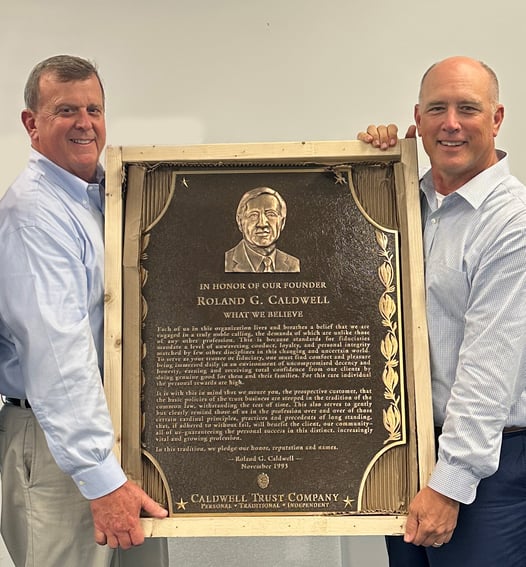 IN HONOR OF OUR FOUNDER
ROLAND G. CALDWELL
WHAT WE BELIEVE
Each of us in this organization lives and breathes a belief that we are
engaged in a truly noble calling, the demands of which are unlike those
of any other profession. This is because standards for fiduciaries
mandate a level of unwavering conduct, loyalty, and personal integrity
matched by few other disciplines in this changing and uncertain world.
To serve as your trustee or fiduciary, one must find comfort and pleasure
being immersed daily in an environment of uncompromised decency and
honesty, earning and receiving total confidence from our clients by
being genuine good for them and their families. For this rare individual
the personal rewards are high.
It is with this in mind that we assure you, the prospective customer, that
the basic policies of the trust business are steeped in the tradition of the
common law, withstanding the test of time. This also serves to gently
but clearly remind those of us in the profession over and over of those
certain cardinal principles, practices and precedents of long standing,
that, if adhered to without fail, will benefit the client, our community—
all of us—guaranteeing the personal success in this distinct, increasingly
vital and growing profession.
In this tradition, we pledge our honor, reputation and names.
—Roland G. Caldwell—
November 1993
CALDWELL TRUST COMPANY
PERSONAL • TRADITIONAL • INDEPENDENT